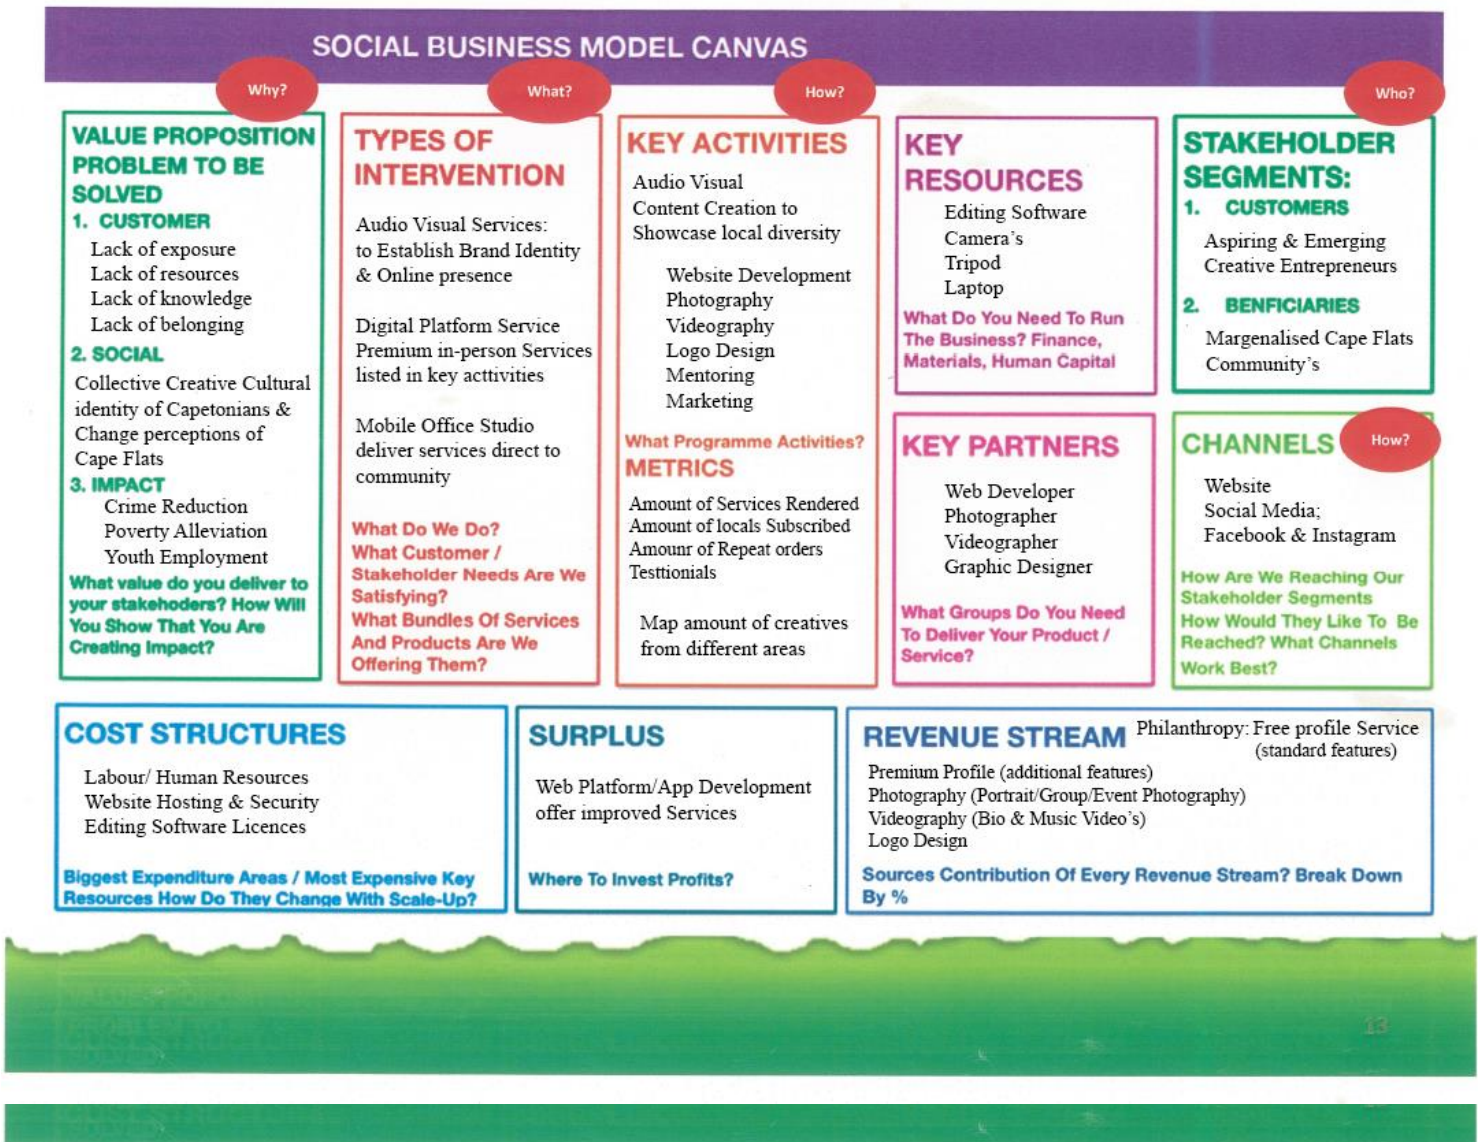 SOCIAL BUSINESS MODEL CANVAS
Why?
What?
How?
Who?
VALUE PROPOSITION
PROBLEM TO BE
SOLVED
1. CUSTOMER
Lack of exposure
Lack of resources
Lack of knowledge
Lack of belonging
2. SOCIAL
Collective Creative Cultural
identity of Capetonians &
Change perceptions of
Cape Flats
3. IMPACT
Crime Reduction
Poverty Alleviation
Youth Employment
What value do you deliver to
your stakehoders? How Will
You Show That You Are
Creating Impact?
TYPES OF
INTERVENTION
Audio Visual Services:
to Establish Brand Identity
& Online presence
Digital Platform Service
Premium in-person Services
listed in key acttivities
Mobile Office Studio
deliver services direct to
community
What Do We Do?
What Customer /
Stakeholder Needs Are We
Satisfying?
What Bundles Of Services
And Products Are We
Offering Them?
KEY ACTIVITIES
Audio Visual
Content Creation to
Showcase local diversity
Website Development
Photography
Videography
Logo Design
Mentoring
Marketing
What Programme Activities?
METRICS
Amount of Services Rendered
Amount of locals Subscribed
Amounr of Repeat orders
Testtionials
Map amount of creatives
from different areas
KEY
RESOURCES
Editing Software
Camera's
Tripod
Laptop
What Do You Need To Run
The Business? Finance,
Materials, Human Capital
KEY PARTNERS
Web Developer
Photographer
Videographer
Graphic Designer
What Groups Do You Need
To Deliver Your Product /
Service?
STAKEHOLDER
SEGMENTS:
1. CUSTOMERS
Aspiring & Emerging
Creative Entrepreneurs
2. BENFICIARIES
Margenalised Cape Flats
Community's
CHANNELS
How?
Website
Social Media;
Facebook & Instagram
How Are We Reaching Our
Stakeholder Segments
How Would They Like To Be
Reached? What Channels
Work Best?
COST STRUCTURES
Labour/ Human Resources
Website Hosting & Security
Editing Software Licences
Biggest Expenditure Areas / Most Expensive Key
Resources How Do They Change With Scale-Up?
SURPLUS
Web Platform/App Development
offer improved Services
Where To Invest Profits?
REVENUE STREAM
Philanthropy: Free profile Service
(standard features)
Premium Profile (additional features)
Photography (Portrait/Group/Event Photography)
Videography (Bio & Music Video's)
Logo Design
Sources Contribution Of Every Revenue Stream? Break Down
By %
13